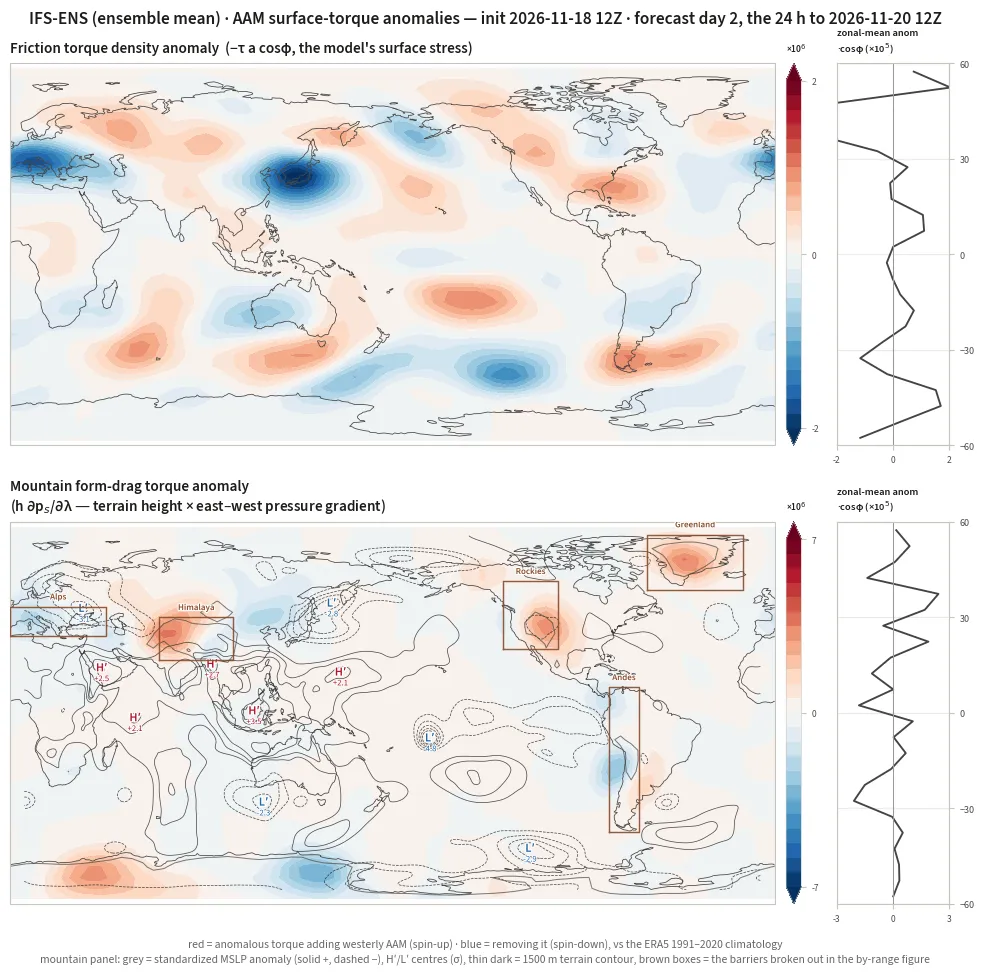 IFS-ENS (ensemble mean) · AAM surface-torque anomalies — init 2026-11-18 12Z · forecast day 2, the 24 h to 2026-11-20 12Z
Friction torque density anomaly (−τ a cosϕ, the model's surface stress)
×10⁶
zonal-mean anom
·cosϕ (×10⁵)
2
0
-2
60
30
0
−30
−60
-2
0
2
Mountain form-drag torque anomaly
(h ∂pₛ/∂λ — terrain height × east–west pressure gradient)
×10⁶
zonal-mean anom
·cosϕ (×10⁵)
Greenland
Rockies
Alps
Himalaya
Andes
L'
L'
-2.8
H'
+2.5
H'
H'
+2.1
H'
+2.1
H'
+3.5
L'
L'
-2.3
L'
-2.9
7
0
-7
60
30
0
−30
−60
-3
0
3
red = anomalous torque adding westerly AAM (spin-up) · blue = removing it (spin-down), vs the ERA5 1991–2020 climatology
mountain panel: grey = standardized MSLP anomaly (solid +, dashed –), H'/L' centres (σ), thin dark = 1500 m terrain contour, brown boxes = the barriers broken out in the by-range figure